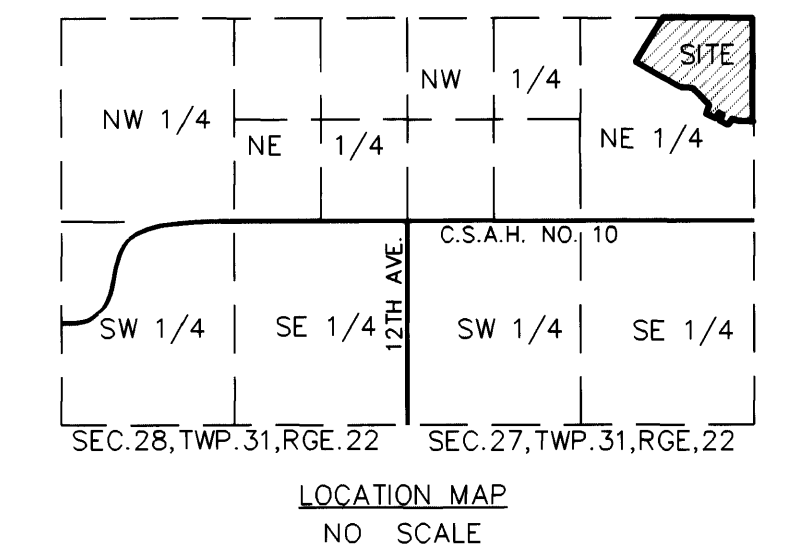 SITE
NW 1/4
NW 1/4
NE 1/4
NE 1/4
C.S.A.H. NO. 10
12TH AVE.
SW 1/4
SE 1/4
SW 1/4
SE 1/4
SEC.28,TWP.31,RGE.22
SEC.27,TWP.31,RGE,22
LOCATION MAP
NO SCALE